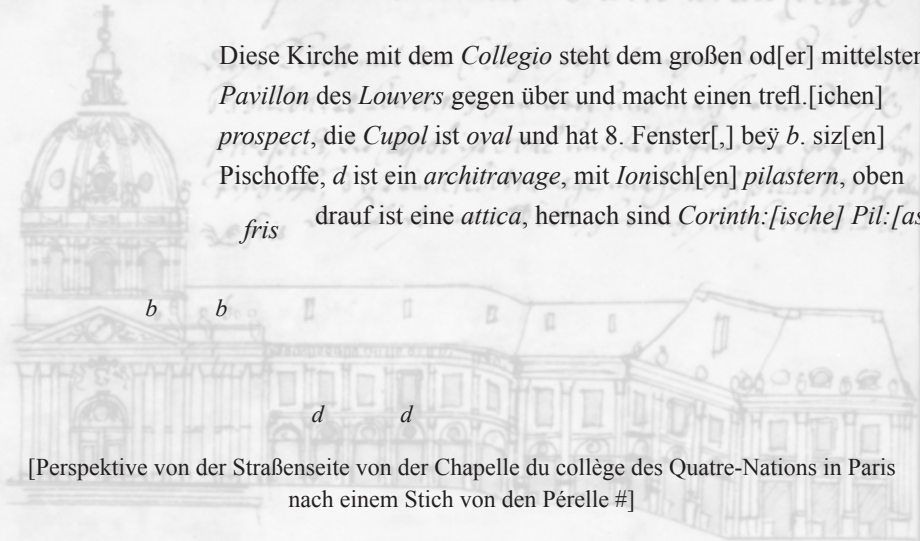 Diese Kirche mit dem Collegio steht dem großen od[er] mittelsten
Pavillon des Louvers gegen über und macht einen trefl.[ichen]
prospect, die Cupol ist oval und hat 8. Fenster[,] beÿ b. siz[en]
Pischoffe, d ist ein architravage, mit Ionisch[en] pilastern, oben
drauf ist eine attica, hernach sind Corinth:[ische] Pil:[as
fris
b b
d d
[Perspektive von der Straßenseite von der Chapelle du collège des Quatre-Nations in Paris
nach einem Stich von den Pérelle #]